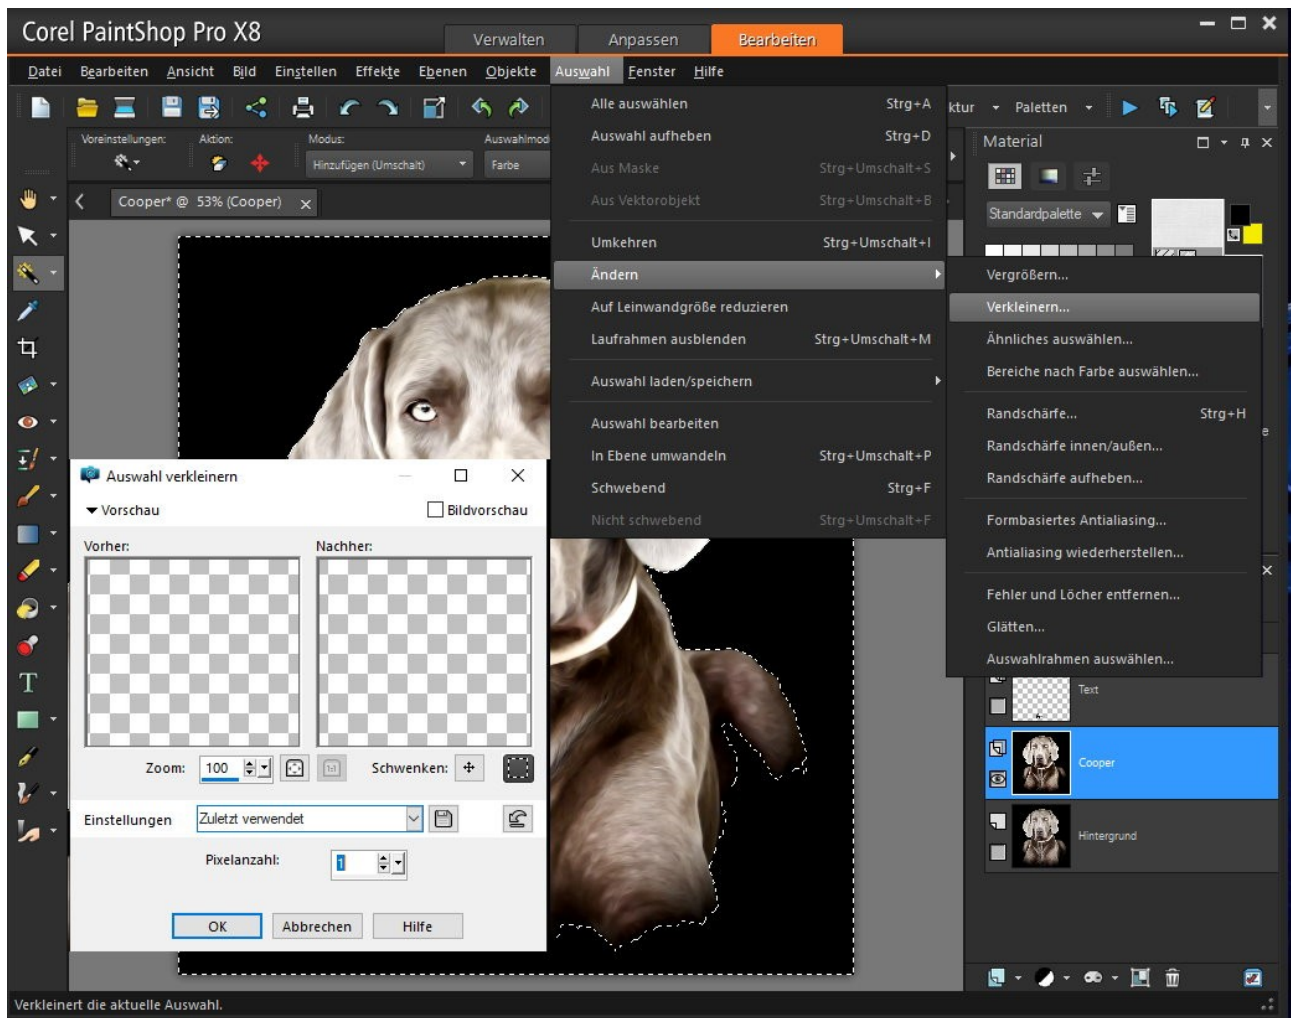 Corel PaintShop Pro X8
Verwalten Anpassen Bearbeiten
Datei Bearbeiten Ansicht Bild Einstellen Effekte Ebenen Objekte Auswahl Fenster Hilfe
ktur Paletten
Voreinstellungen: Aktion: Modus: Auswahlmod
Hinzufügen (Umschalt) Farbe
Cooper* @ 53% (Cooper) x
Alle auswählen Strg+A
Auswahl aufheben Strg+D
Aus Maske Strg+Umschalt+S
Aus Vektorobjekt Strg+Umschalt+B
Umkehren Strg+Umschalt+I
Ändern
Auf Leinwandgröße reduzieren
Laufrahmen ausblenden Strg+Umschalt+M
Auswahl laden/speichern
Auswahl bearbeiten
In Ebene umwandeln Strg+Umschalt+P
Schwebend Strg+F
Nicht schwebend Strg+Umschalt+F
Material
Standardpalette
Vergrößern...
Verkleinern...
Ähnliches auswählen...
Bereiche nach Farbe auswählen...
Randschärfe... Strg+H
Randschärfe innen/außen...
Randschärfe aufheben...
Formbasiertes Antialiasing...
Antialiasing wiederherstellen...
Fehler und Löcher entfernen...
Glätten...
Auswahlrahmen auswählen...
e
Text
Cooper
Hintergrund
Auswahl verkleinern
Vorschau Bildvorschau
Vorher: Nachher:
Zoom: 100 1:1 Schwenken:
Einstellungen Zuletzt verwendet
Pixelanzahl: 1
OK Abbrechen Hilfe
T
Verkleinert die aktuelle Auswahl.